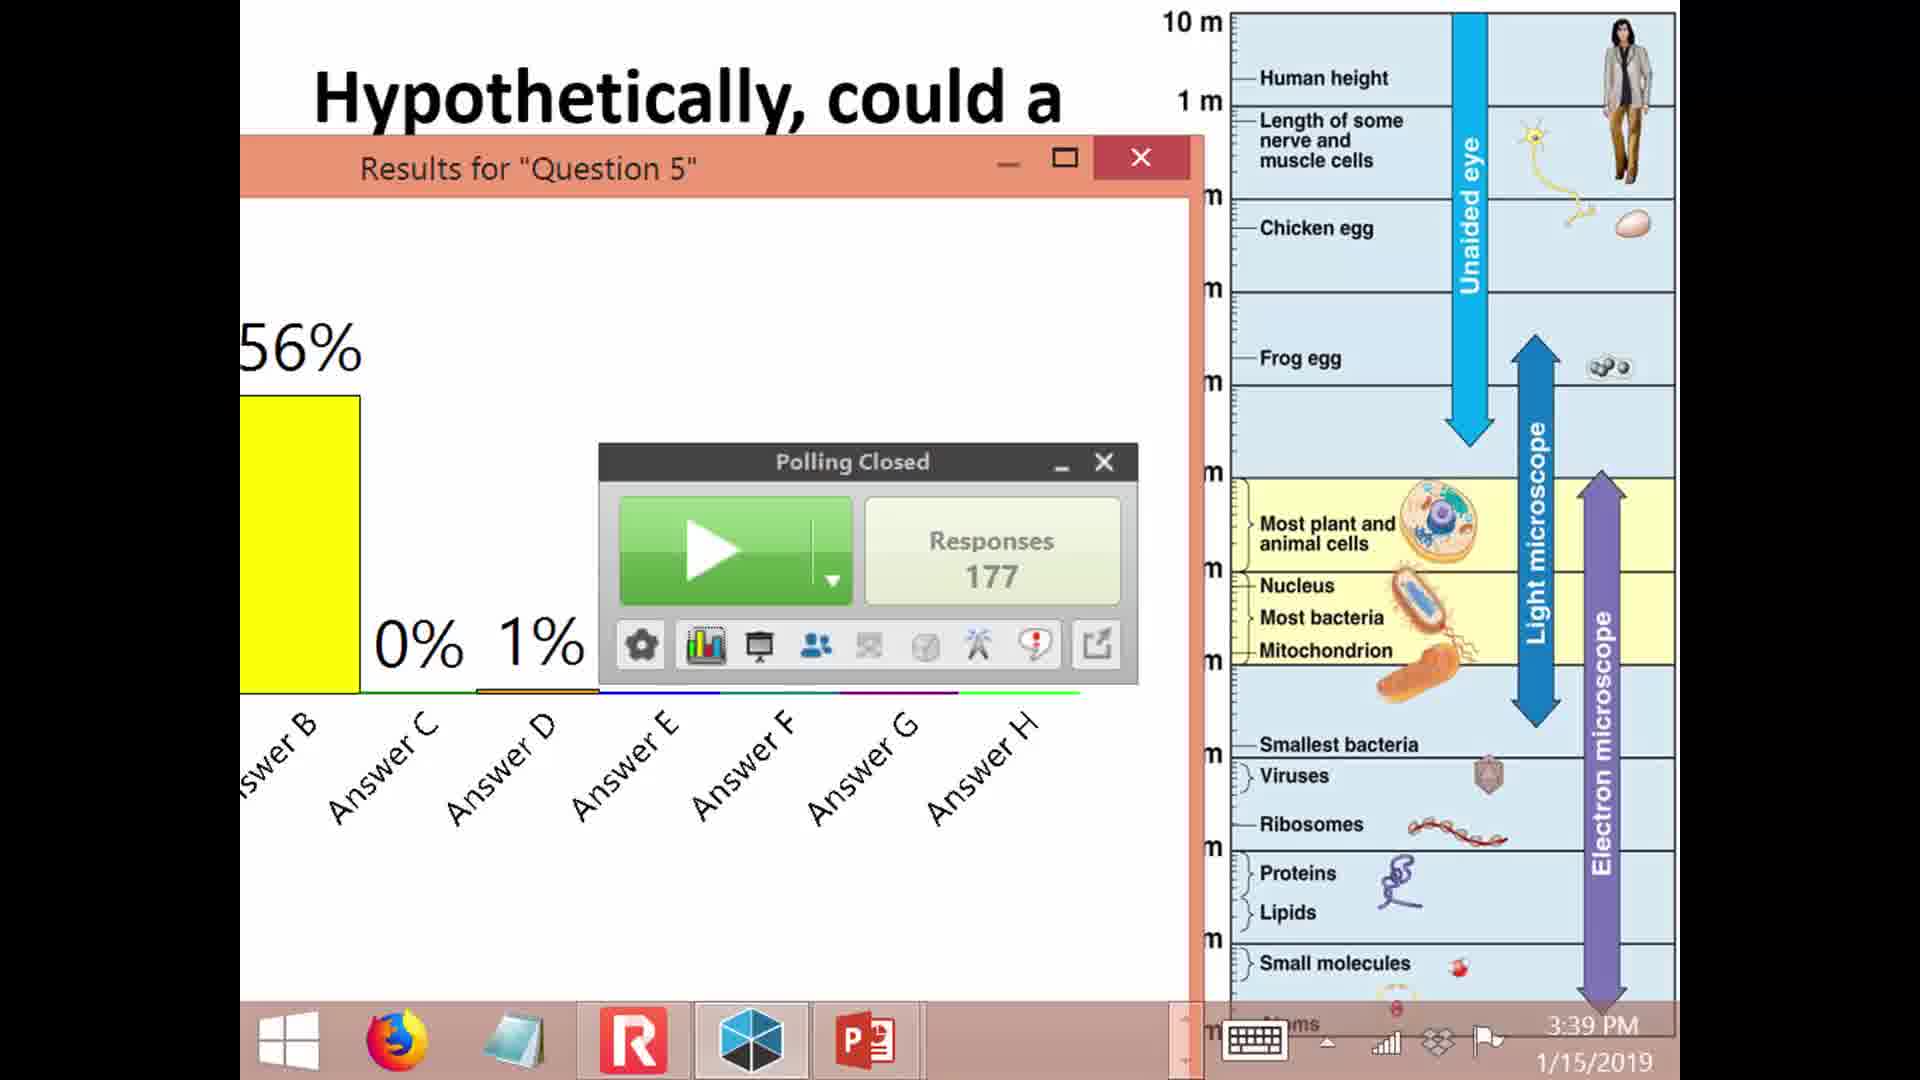 Hypothetically, could a
Results for "Question 5"
56%
0%
1%
Answer C
Answer D
Answer E
Answer F
Answer G
Answer H
Polling Closed
Responses
177
10 m
1 m
m
m
m
m
m
m
m
m
m
m
Human height
Length of some
nerve and
muscle cells
Chicken egg
Frog egg
Most plant and
animal cells
Nucleus
Most bacteria
Mitochondrion
Smallest bacteria
Viruses
Ribosomes
Proteins
Lipids
Small molecules
Unaided eye
Light microscope
Electron microscope
3:39 PM
1/15/2019